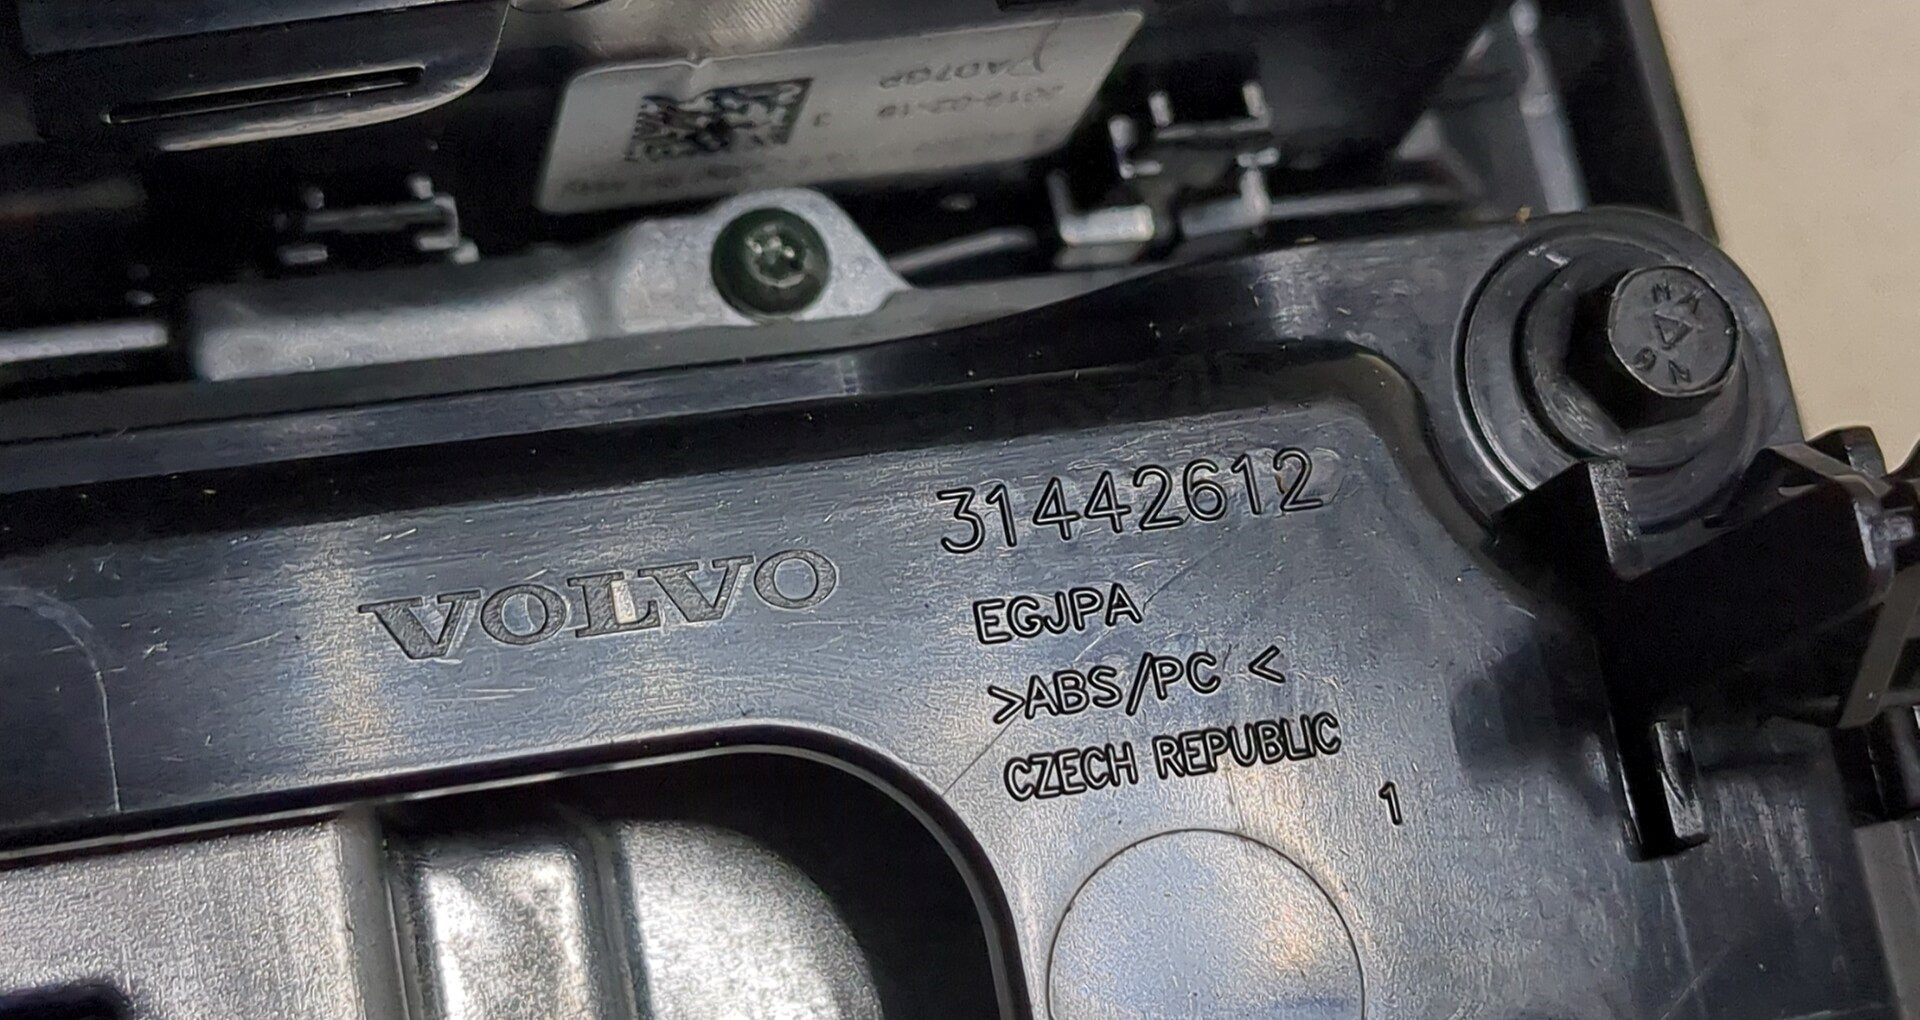 VOLVO
31442612
EGJPA
>ABS/PC <
CZECH REPUBLIC
1